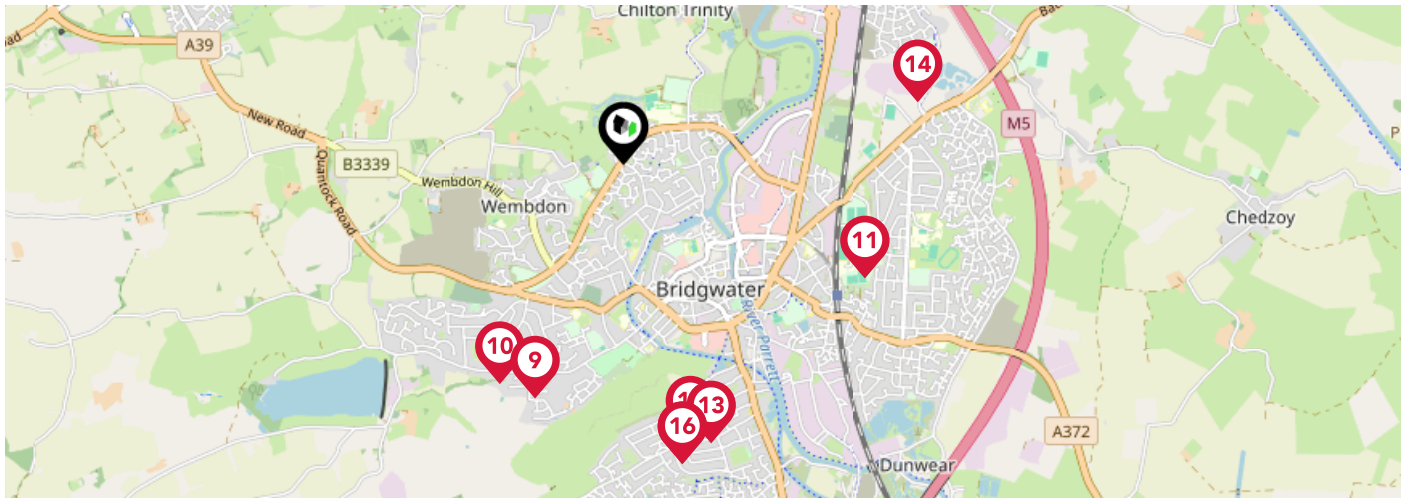 Chilton Trinity
A39
14
New Road
M5
B3339
Quantock Road
Wembdon Hill
Wembdon
Chedzoy
11
Bridgwater
River Parrett
10
9
13
16
A372
Dunwear